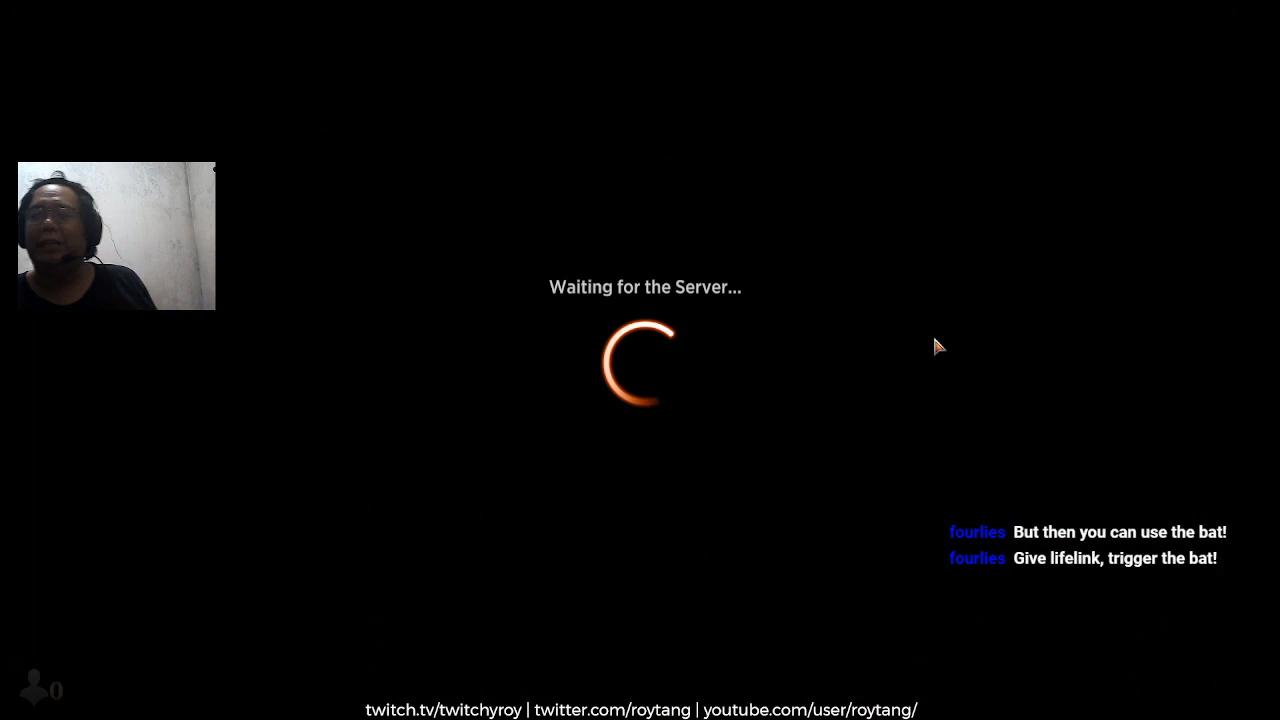 Waiting for the Server...
fourlies But then you can use the bat!
fourlies Give lifelink, trigger the bat!
0
twitch.tv/twitchyroy | twitter.com/roytang | youtube.com/user/roytang/